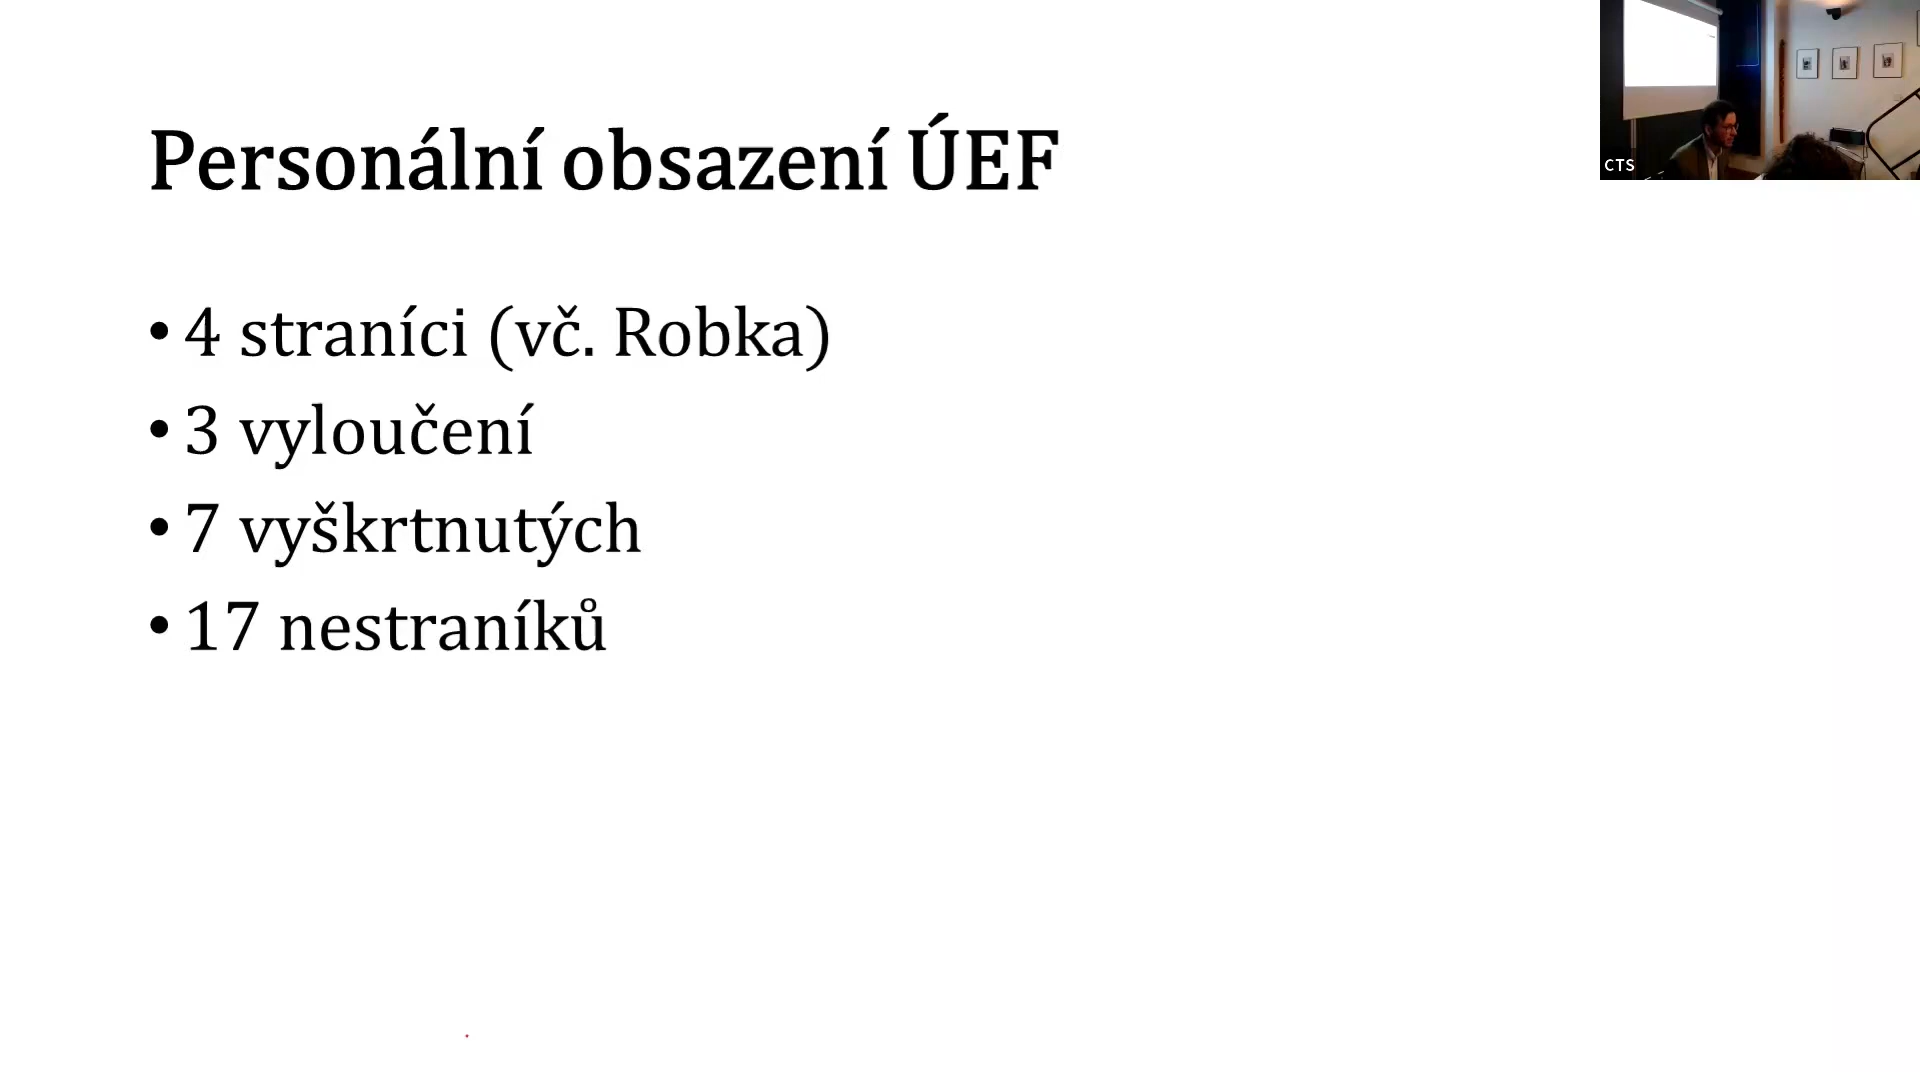 Personální obsazení ÚEF
• 4 straníci (vč. Robka)
• 3 vyloučení
• 7 vyškrtnutých
• 17 nestraníků
CTS